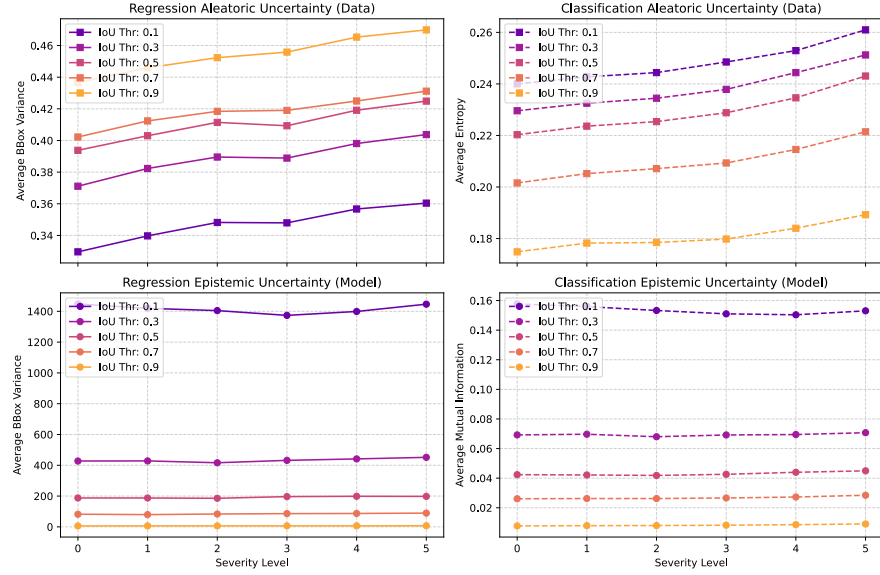 Regression Aleatoric Uncertainty (Data)
Average BBox Variance
0.46
0.44
0.42
0.40
0.38
0.36
0.34
IoU Thr: 0.1
IoU Thr: 0.3
IoU Thr: 0.5
IoU Thr: 0.7
IoU Thr: 0.9
Classification Aleatoric Uncertainty (Data)
Average Entropy
0.26
0.24
0.22
0.20
0.18
IoU Thr: 0.1
IoU Thr: 0.3
IoU Thr: 0.5
IoU Thr: 0.7
IoU Thr: 0.9
Regression Epistemic Uncertainty (Model)
Average BBox Variance
1400
1200
1000
800
600
400
200
0
IoU Thr: 0.1
IoU Thr: 0.3
IoU Thr: 0.5
IoU Thr: 0.7
IoU Thr: 0.9
0 1 2 3 4 5
Severity Level
Classification Epistemic Uncertainty (Model)
Average Mutual Information
0.16
0.14
0.12
0.10
0.08
0.06
0.04
0.02
IoU Thr: 0.1
IoU Thr: 0.3
IoU Thr: 0.5
IoU Thr: 0.7
IoU Thr: 0.9
0 1 2 3 4 5
Severity Level